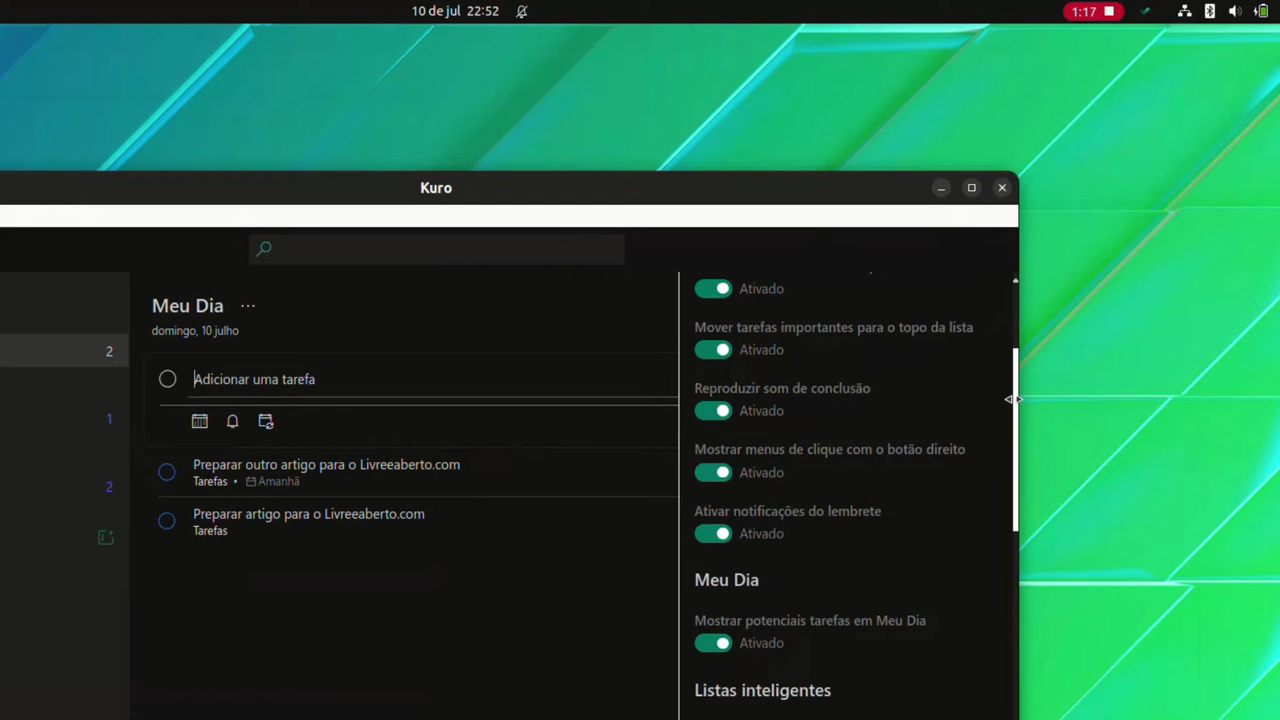 10 de jul 22:52
1:17
Kuro
Meu Dia ...
domingo, 10 julho
2
Adicionar uma tarefa
1
Preparar outro artigo para o Livreeaberto.com
Tarefas • Amanhã
2
Preparar artigo para o Livreeaberto.com
Tarefas
Ativado
Mover tarefas importantes para o topo da lista
Ativado
Reproduzir som de conclusão
Ativado
Mostrar menus de clique com o botão direito
Ativado
Ativar notificações do lembrete
Ativado
Meu Dia
Mostrar potenciais tarefas em Meu Dia
Ativado
Listas inteligentes